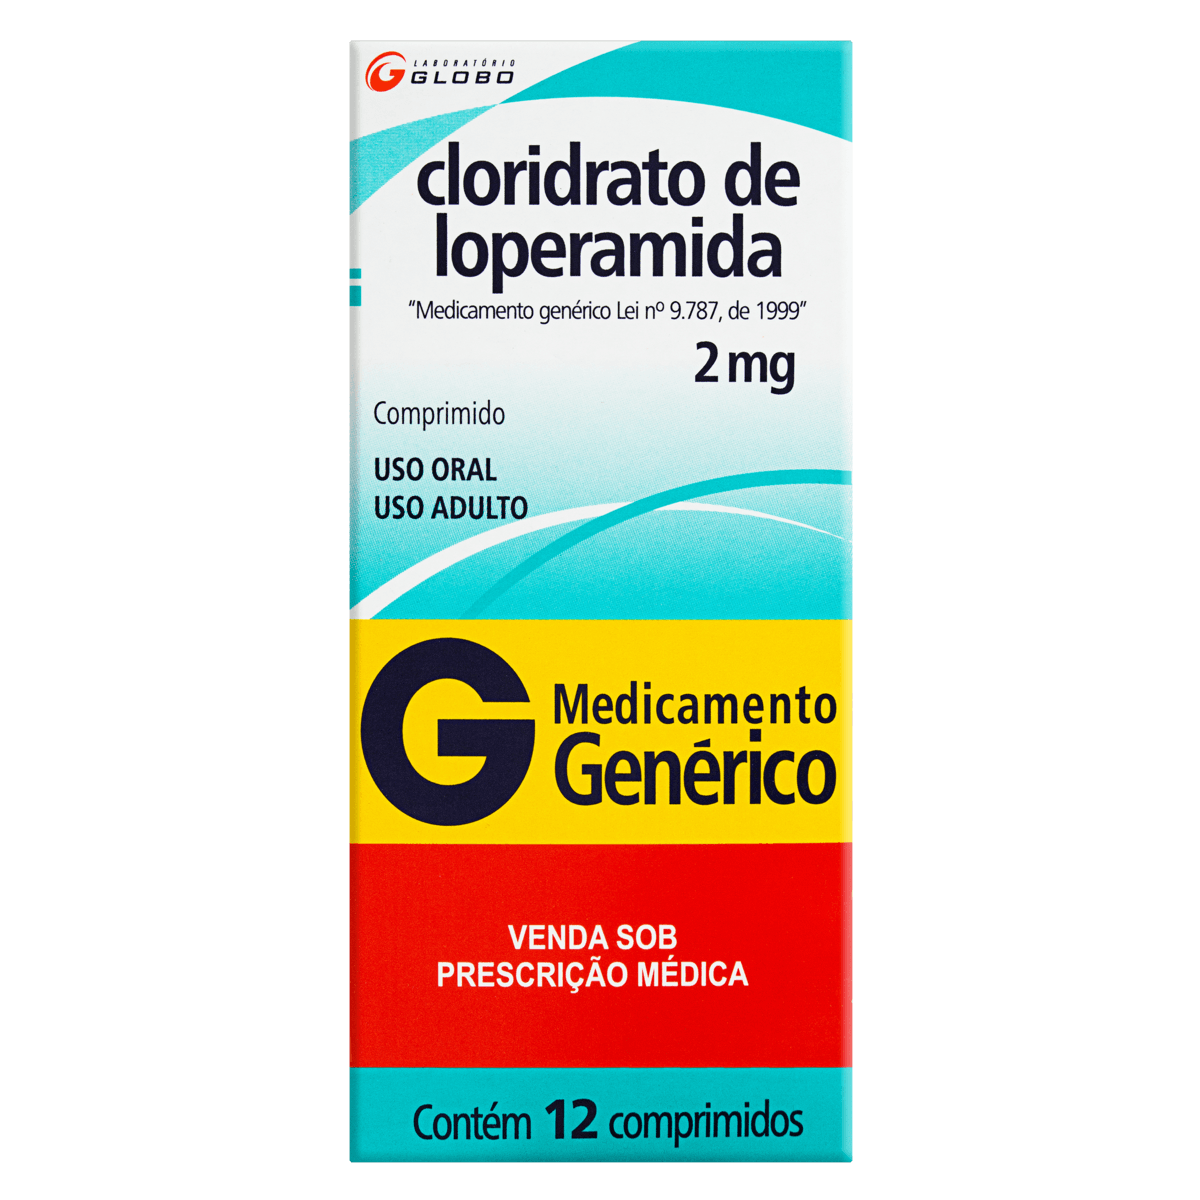 LABORATÓRIO
GLOBO
cloridrato de
loperamida
"Medicamento genérico Lei nº 9.787, de 1999"
2 mg
Comprimido
USO ORAL
USO ADULTO
G Medicamento
Genérico
VENDA SOB
PRESCRIÇÃO MÉDICA
Contém 12 comprimidos